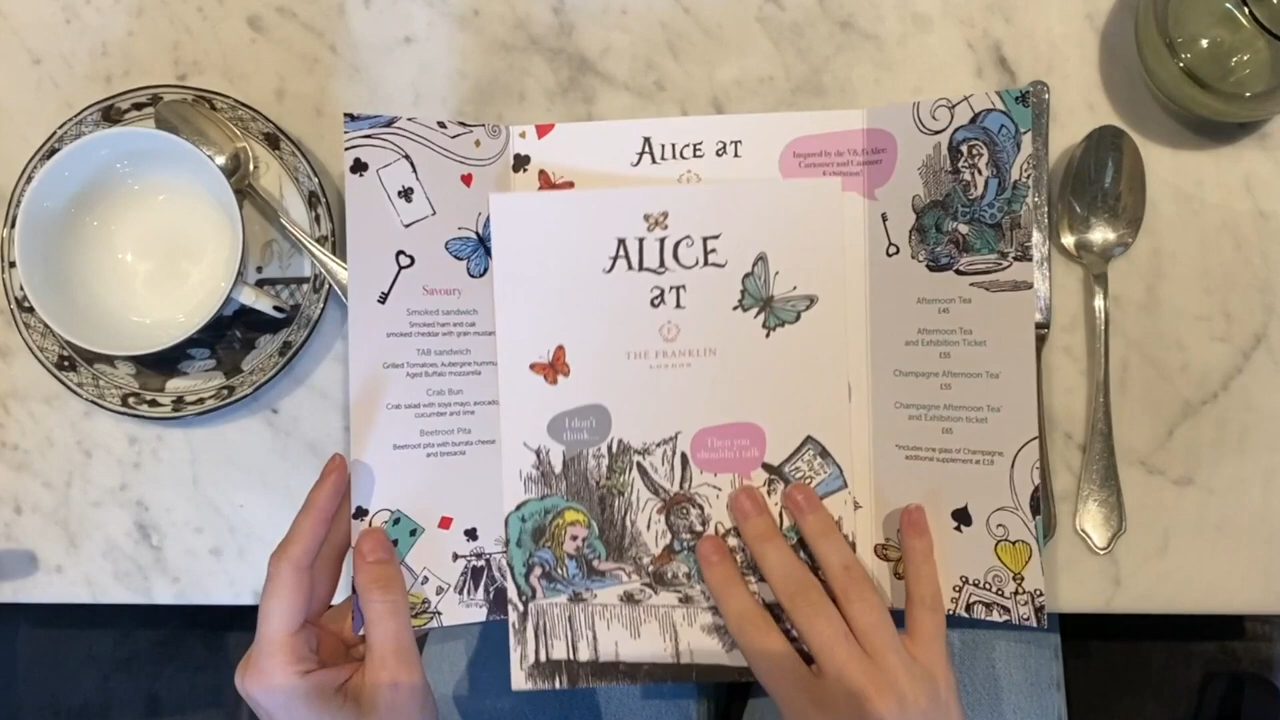 ALICE AT
Inspired by the V&A's Alice:
Curiouser and Curiouser
Exhibition!
Savoury
Smoked sandwich
Smoked ham and oak
smoked cheddar with grain mustard
TAB sandwich
Grilled Tomatoes, Aubergine hummu
Aged Buffalo mozzarella
Crab Bun
Crab salad with soya mayo, avocado,
cucumber and lime
Beetroot Pita
Beetroot pita with burrata cheese
and bresaola
ALICE
AT
THE FRANKLIN
LONDON
I don't
think...
Then you
shouldn't talk
Afternoon Tea
£45
Afternoon Tea
and Exhibition Ticket
£55
Champagne Afternoon Tea*
£55
Champagne Afternoon Tea*
and Exhibition ticket
£65
*Includes one glass of Champagne,
additional supplement at £18